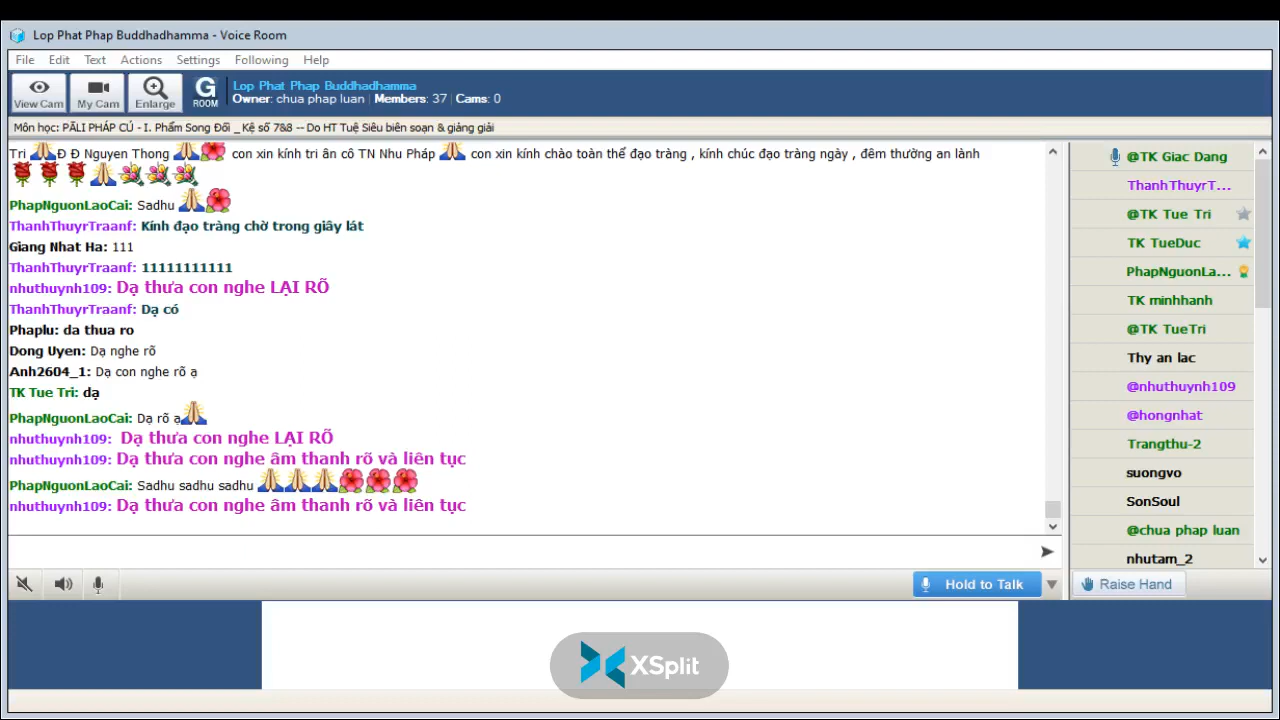 Lop Phat Phap Buddhadhamma - Voice Room
File Edit Text Actions Settings Following Help
View Cam My Cam Enlarge G ROOM
Lop Phat Phap Buddhadhamma
Owner: chua phap luan | Members: 37 | Cams: 0
Môn học: PĀLI PHÁP CÚ - I. Phẩm Song Đối _ Kệ số 7&8 -- Do HT Tuệ Siêu biên soạn & giảng giải
Tri Đ Đ Nguyen Thong con xin kính tri ân cô TN Nhu Pháp con xin kính chào toàn thể đạo tràng , kính chúc đạo tràng ngày , đêm thường an lành
PhapNguonLaoCai: Sadhu
ThanhThuyrTraanf: Kính đạo tràng chờ trong giây lát
Giang Nhat Ha: 111
ThanhThuyrTraanf: 11111111111
nhuthuynh109: Dạ thưa con nghe LẠI RÕ
ThanhThuyrTraanf: Dạ có
Phaplu: da thua ro
Dong Uyen: Dạ nghe rõ
Anh2604_1: Dạ con nghe rõ ạ
TK Tue Tri: dạ
PhapNguonLaoCai: Dạ rõ ạ
nhuthuynh109: Dạ thưa con nghe LẠI RÕ
nhuthuynh109: Dạ thưa con nghe âm thanh rõ và liên tục
PhapNguonLaoCai: Sadhu sadhu sadhu
nhuthuynh109: Dạ thưa con nghe âm thanh rõ và liên tục
@TK Giac Dang
ThanhThuyrT...
@TK Tue Tri
TK TueDuc
PhapNguonLa...
TK minhhanh
@TK TueTri
Thy an lac
@nhuthuynh109
@hongnhat
Trangthu-2
suongvo
SonSoul
@chua phap luan
nhutam_2
Hold to Talk
Raise Hand
XSplit